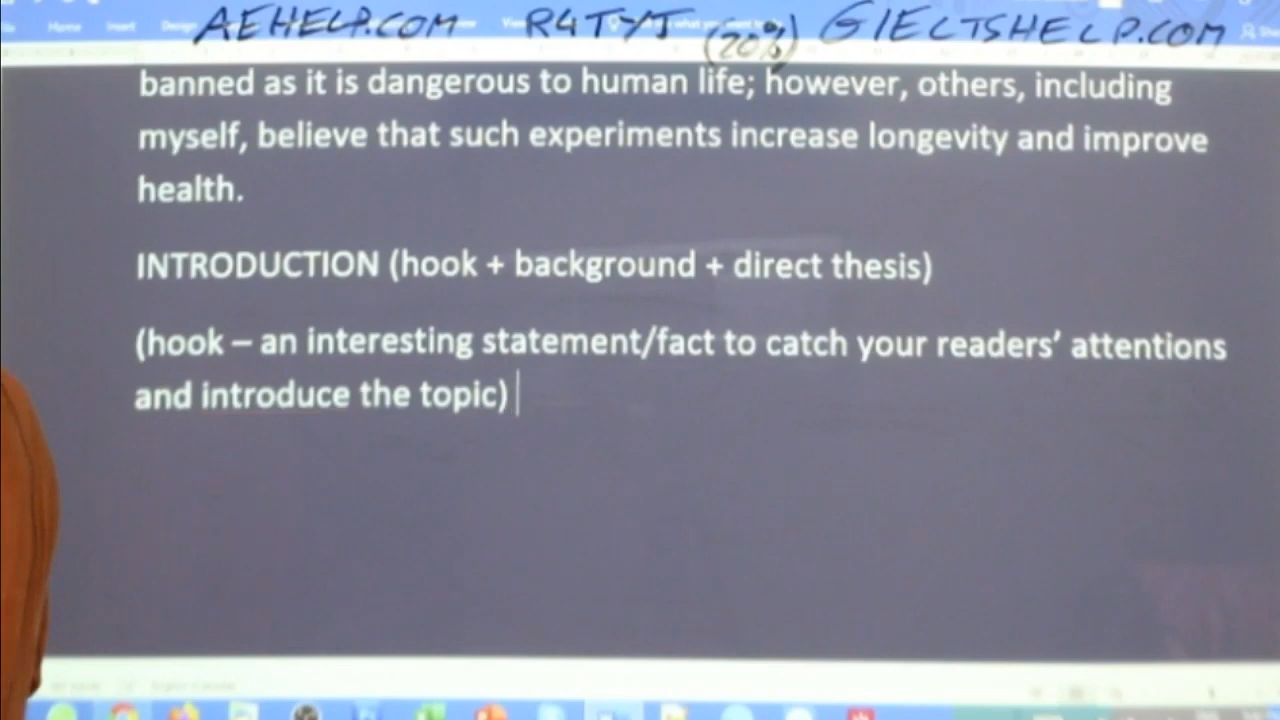 AEHELP.COM R4TYJ (20%) GIELTSHELP.COM
Home Insert
banned as it is dangerous to human life; however, others, including
myself, believe that such experiments increase longevity and improve
health.
INTRODUCTION (hook + background + direct thesis)
(hook – an interesting statement/fact to catch your readers’ attentions
and introduce the topic)